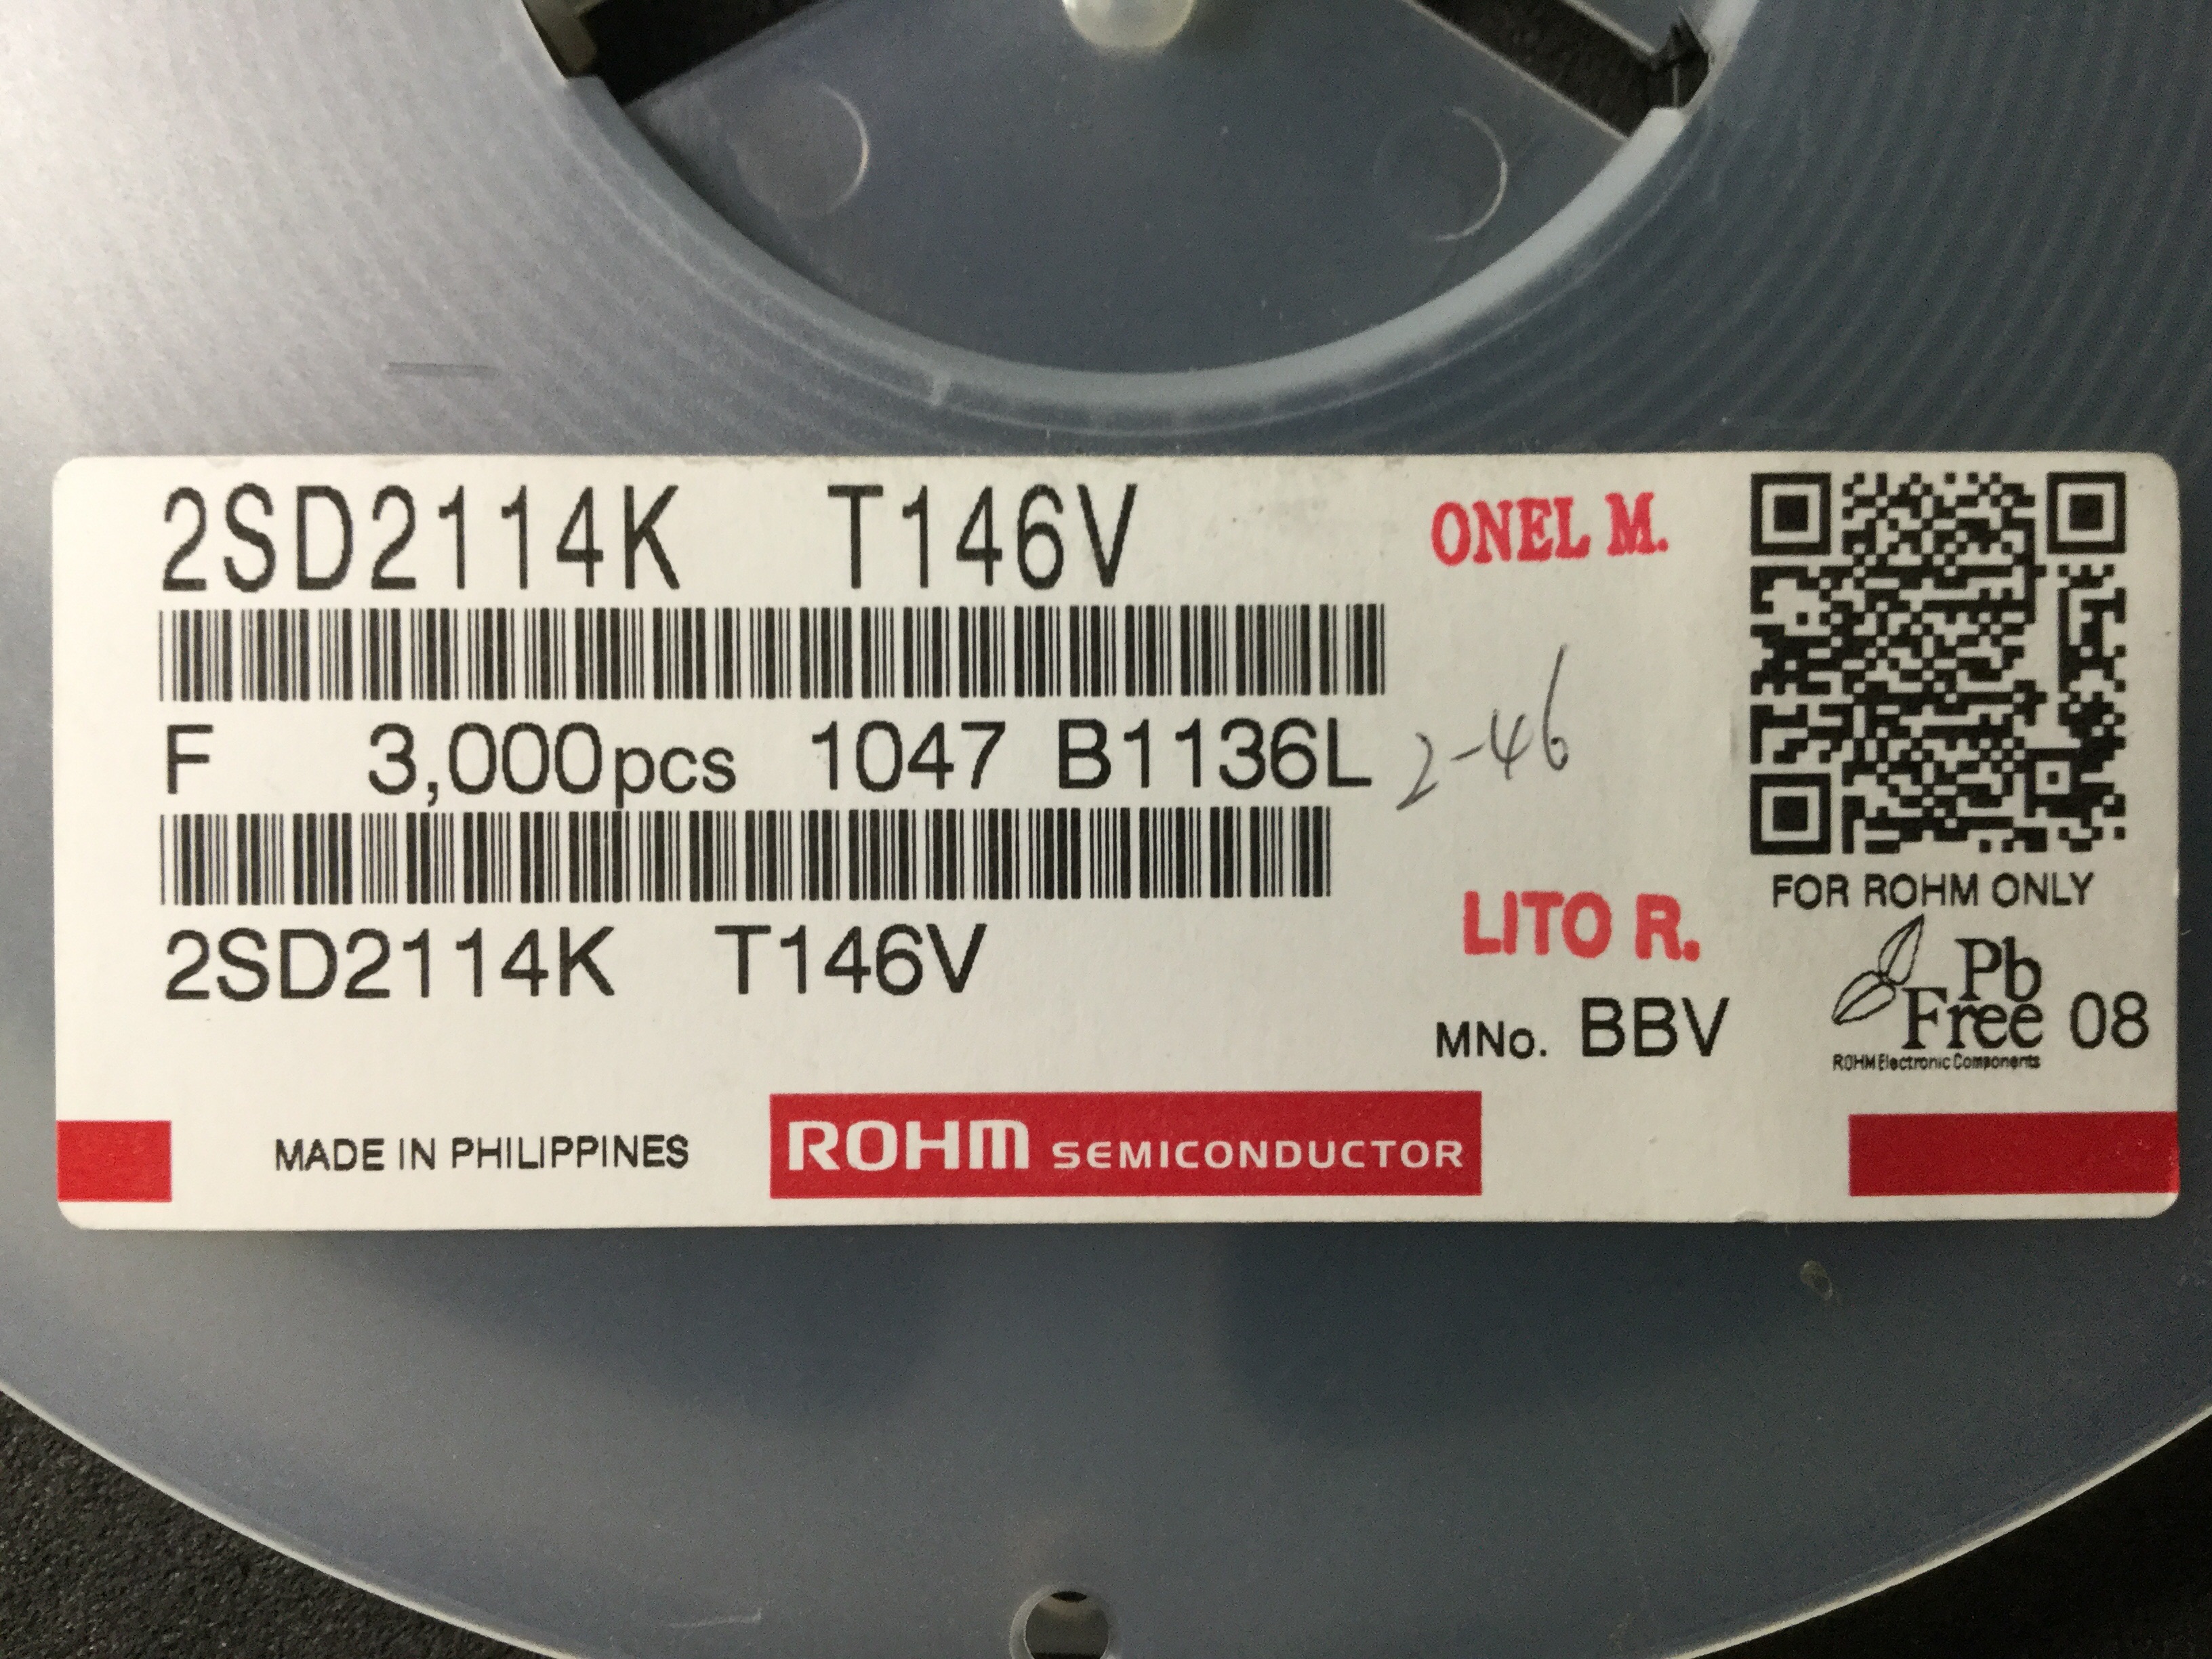 2SD2114K T146V
ONEL M.
F 3,000pcs 1047 B1136L
2-46
FOR ROHM ONLY
2SD2114K T146V
LITO R.
MNo. BBV
Pb
Free 08
ROHM Electronic Components
MADE IN PHILIPPINES
ROHM SEMICONDUCTOR